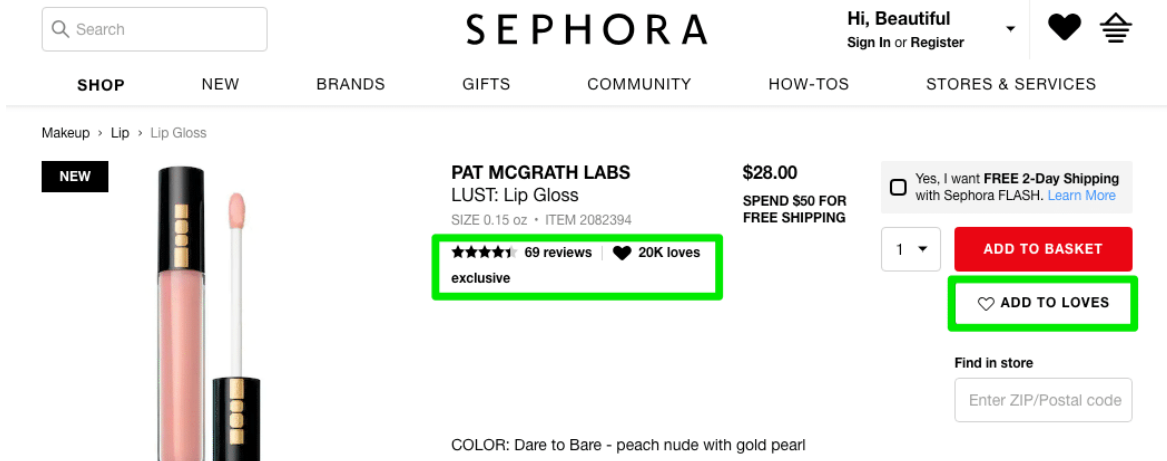 Search
SEPHORA
Hi, Beautiful
Sign In or Register
SHOP NEW BRANDS GIFTS COMMUNITY HOW-TOS STORES & SERVICES
Makeup > Lip > Lip Gloss
NEW
PAT MCGRATH LABS
LUST: Lip Gloss
SIZE 0.15 oz • ITEM 2082394
69 reviews | 20K loves
exclusive
$28.00
SPEND $50 FOR
FREE SHIPPING
Yes, I want FREE 2-Day Shipping
with Sephora FLASH. Learn More
1 ADD TO BASKET
ADD TO LOVES
Find in store
Enter ZIP/Postal code
COLOR: Dare to Bare - peach nude with gold pearl